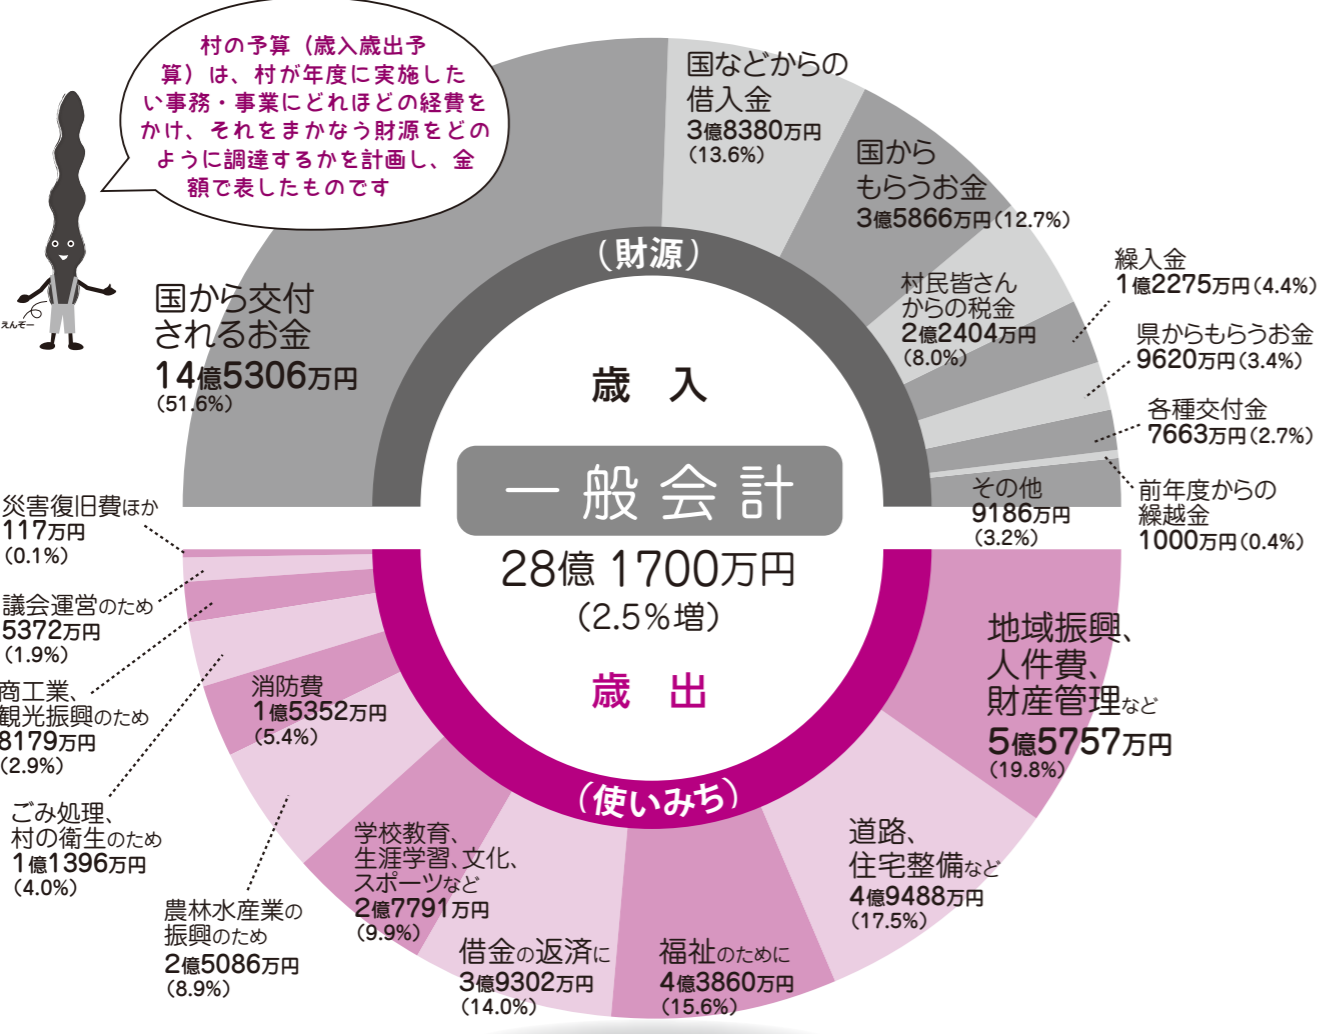 村の予算（歳入歳出予
算）は、村が年度に実施した
い事務・事業にどれほどの経費を
かけ、それをまかなう財源をどの
ように調達するかを計画し、金
額で表したものです
えんぞー
（財源）
歳　入
国から交付
されるお金
14億5306万円
（51.6%）
国などからの
借入金
3億8380万円
（13.6%）
国から
もらうお金
3億5866万円（12.7%）
村民皆さん
からの税金
2億2404万円
（8.0%）
繰入金
1億2275万円（4.4%）
県からもらうお金
9620万円（3.4%）
各種交付金
7663万円（2.7%）
前年度からの
繰越金
1000万円（0.4%）
その他
9186万円
（3.2%）
一般会計
28億1700万円
（2.5％増）
歳　出
（使いみち）
地域振興、
人件費、
財産管理など
5億5757万円
（19.8%）
道路、
住宅整備など
4億9488万円
（17.5%）
福祉のために
4億3860万円
（15.6%）
借金の返済に
3億9302万円
（14.0%）
学校教育、
生涯学習、文化、
スポーツなど
2億7791万円
（9.9%）
農林水産業の
振興のため
2億5086万円
（8.9%）
消防費
1億5352万円
（5.4%）
ごみ処理、
村の衛生のため
1億1396万円
（4.0%）
商工業、
観光振興のため
8179万円
（2.9%）
議会運営のため
5372万円
（1.9%）
災害復旧費ほか
117万円
（0.1%）